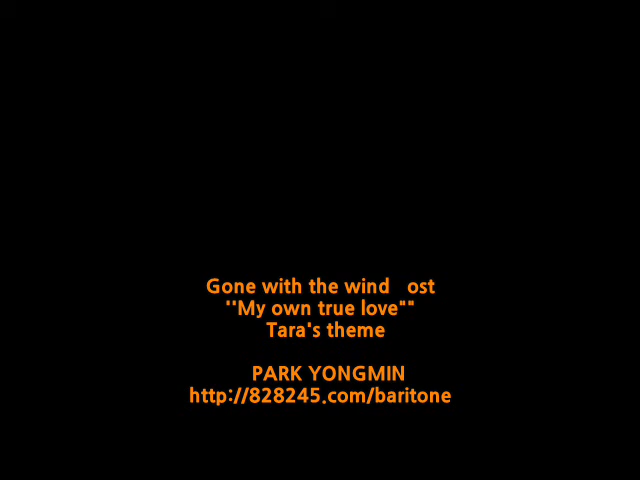 Gone with the wind   ost
''My own true love""
Tara's theme
PARK YONGMIN
http://828245.com/baritone